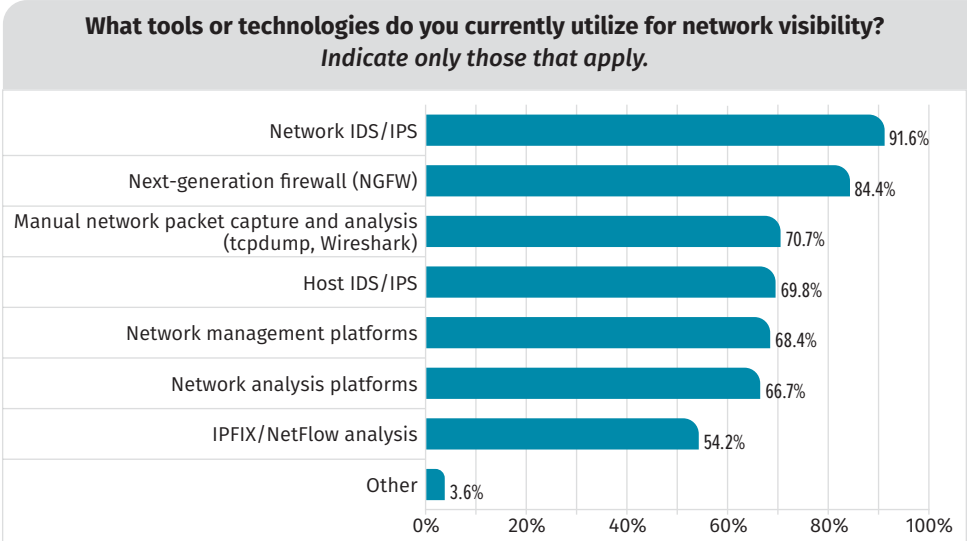 What tools or technologies do you currently utilize for network visibility?
Indicate only those that apply.
Network IDS/IPS
91.6%
Next-generation firewall (NGFW)
84.4%
Manual network packet capture and analysis
(tcpdump, Wireshark)
70.7%
Host IDS/IPS
69.8%
Network management platforms
68.4%
Network analysis platforms
66.7%
IPFIX/NetFlow analysis
54.2%
Other
3.6%
0% 20% 40% 60% 80% 100%